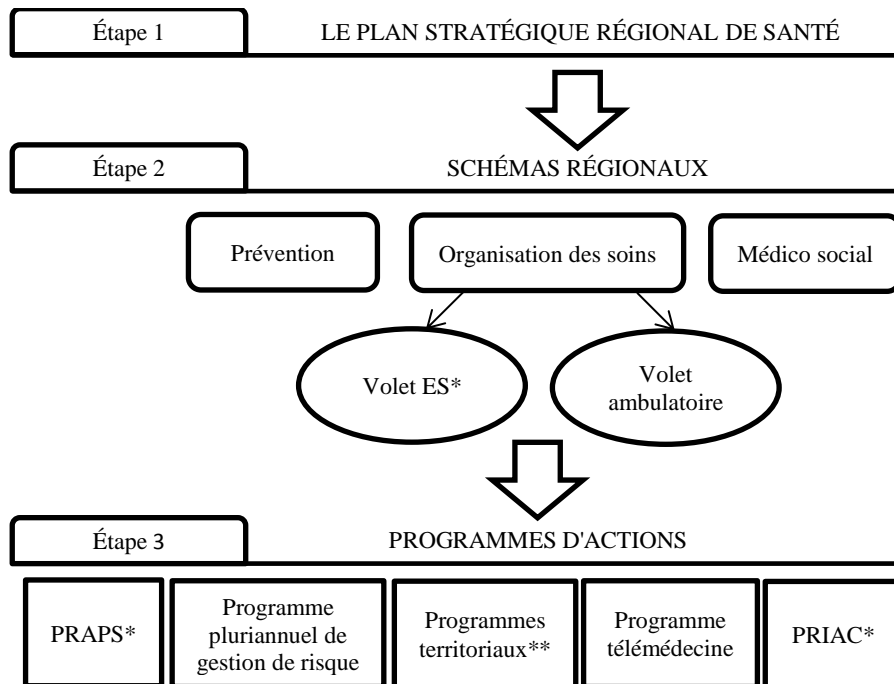 Étape 1
LE PLAN STRATÉGIQUE RÉGIONAL DE SANTÉ
Étape 2
SCHÉMAS RÉGIONAUX
Prévention
Organisation des soins
Médico social
Volet ES*
Volet
ambulatoire
Étape 3
PROGRAMMES D'ACTIONS
PRAPS*
Programme
pluriannuel de
gestion de risque
Programmes
territoriaux**
Programme
télémédecine
PRIAC*